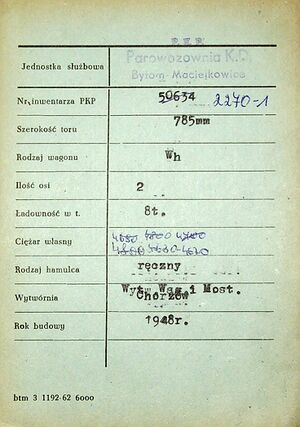 P.K.P.
Jednostka służbowa Parowozownia K.D.
Bytom-Maciejkowice
Nr inwentarza PKP 50634 2270-1
Szerokość toru 785mm
Rodzaj wagonu Wh
Ilość osi 2
Ładowność w t. 8t.
Ciężar własny
Rodzaj hamulca ręczny
Wytwórnia Wytw Wag i Most.
Chorzów
Rok budowy 1948r.
btm 3 1192-62 6000